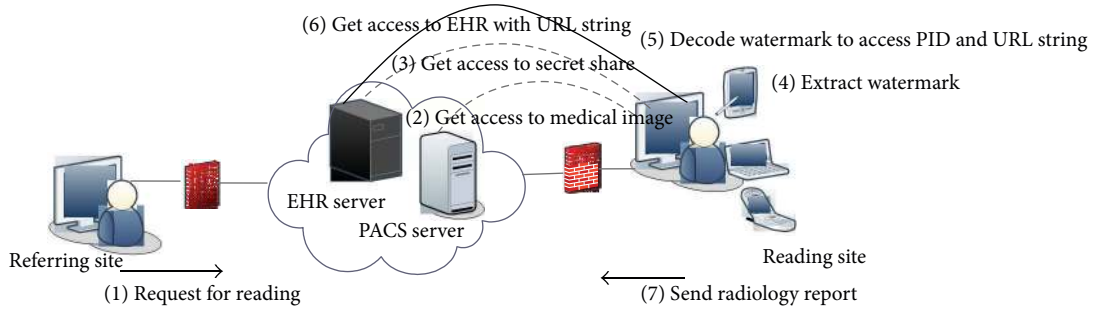 (6) Get access to EHR with URL string
(5) Decode watermark to access PID and URL string
(3) Get access to secret share
(4) Extract watermark
(2) Get access to medical image
EHR server
PACS server
Referring site
Reading site
(1) Request for reading
(7) Send radiology report